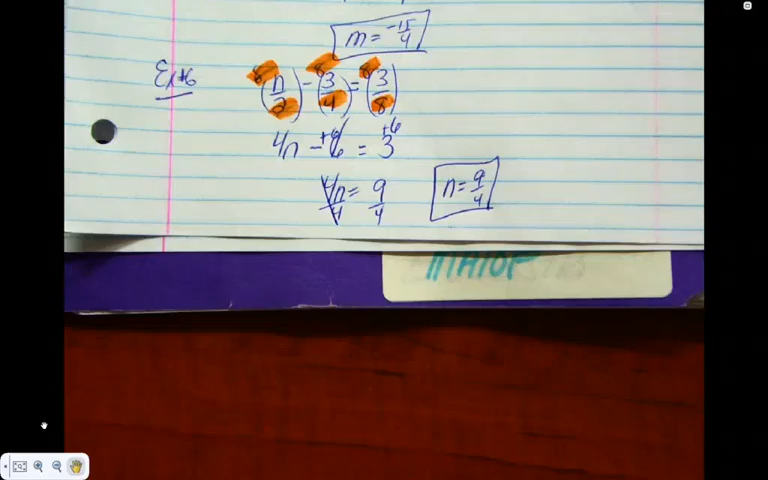 m = -15/4
Ex#6
8(n/2) - 8(3/4) = 8(3/8)
4n - 6 +6 = 3 +6
4n/4 = 9/4
n = 9/4